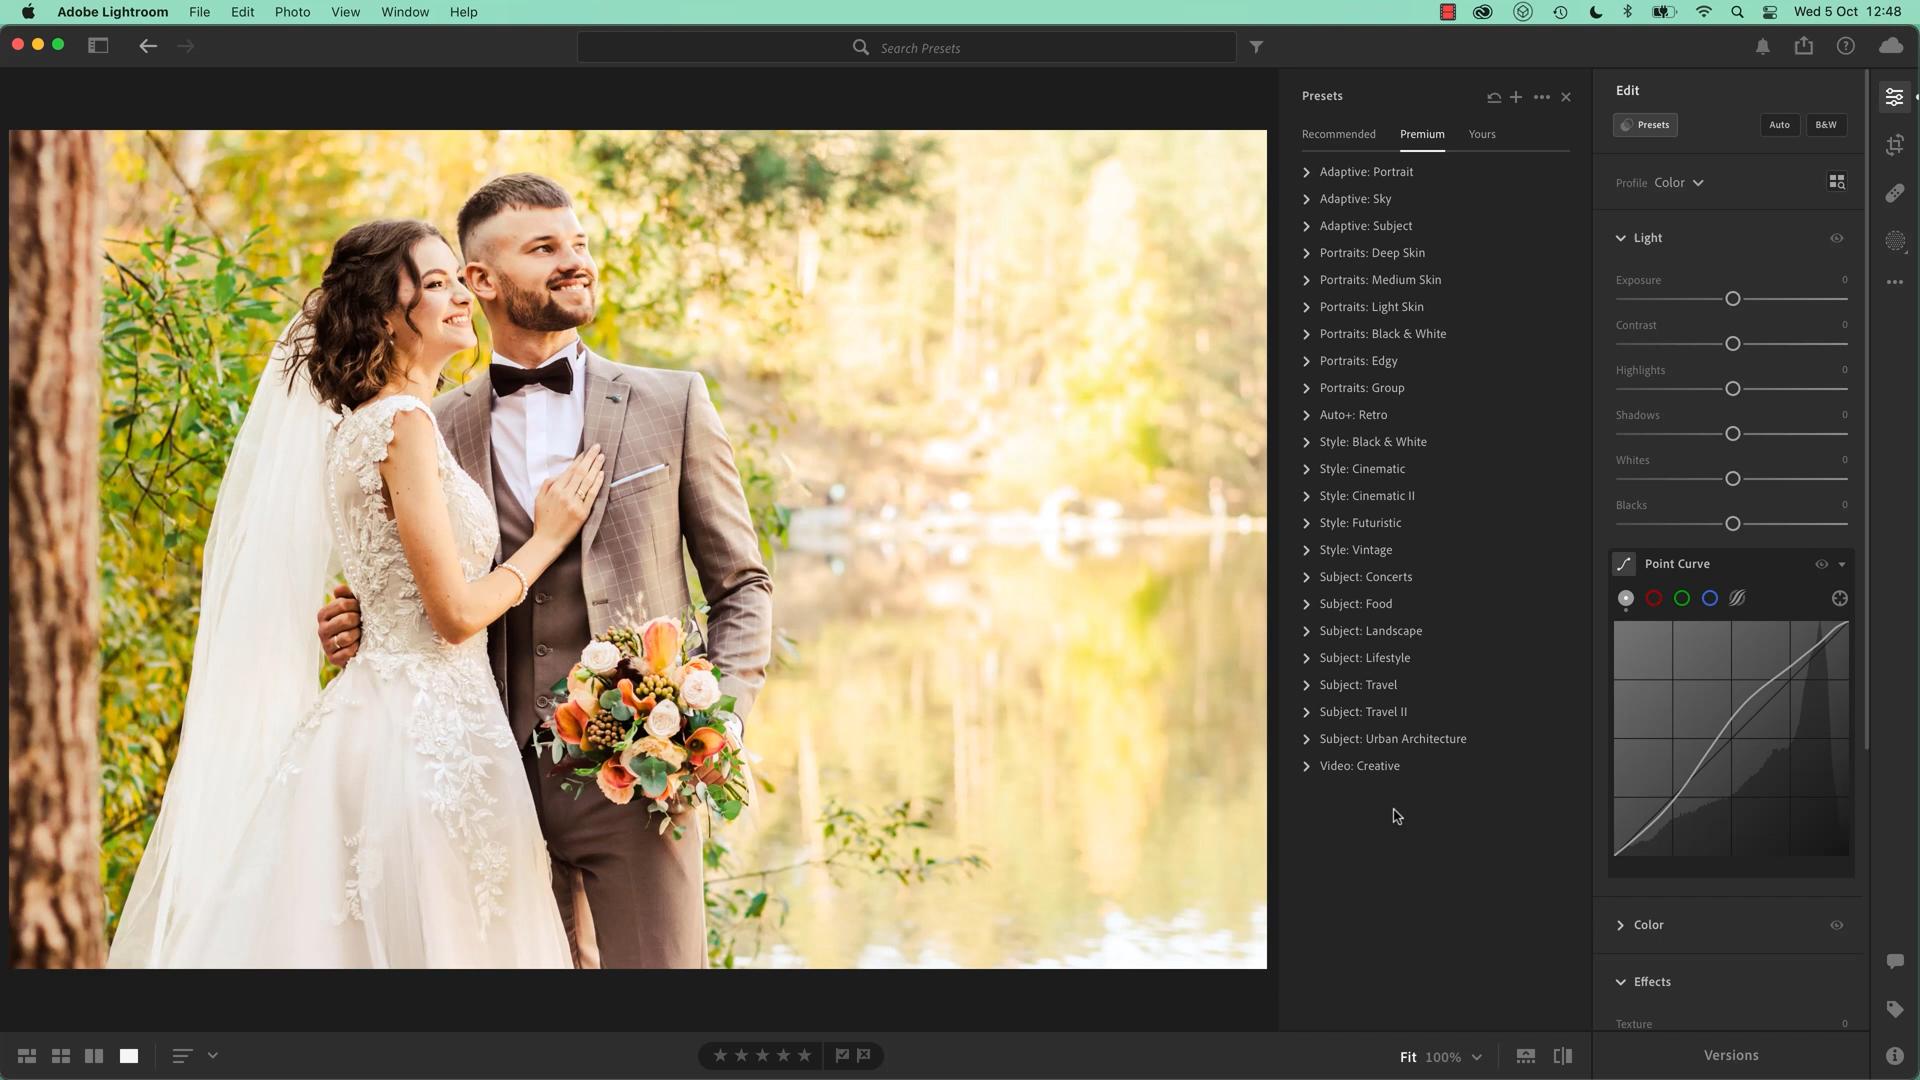 Adobe Lightroom File Edit Photo View Window Help
Wed 5 Oct 12:48
Search Presets
Presets
Recommended Premium Yours
Adaptive: Portrait
Adaptive: Sky
Adaptive: Subject
Portraits: Deep Skin
Portraits: Medium Skin
Portraits: Light Skin
Portraits: Black & White
Portraits: Edgy
Portraits: Group
Auto+: Retro
Style: Black & White
Style: Cinematic
Style: Cinematic II
Style: Futuristic
Style: Vintage
Subject: Concerts
Subject: Food
Subject: Landscape
Subject: Lifestyle
Subject: Travel
Subject: Travel II
Subject: Urban Architecture
Video: Creative
Edit
Presets Auto B&W
Profile Color
Light
Exposure 0
Contrast 0
Highlights 0
Shadows 0
Whites 0
Blacks 0
Point Curve
Color
Effects
Texture 0
Fit 100%
Versions